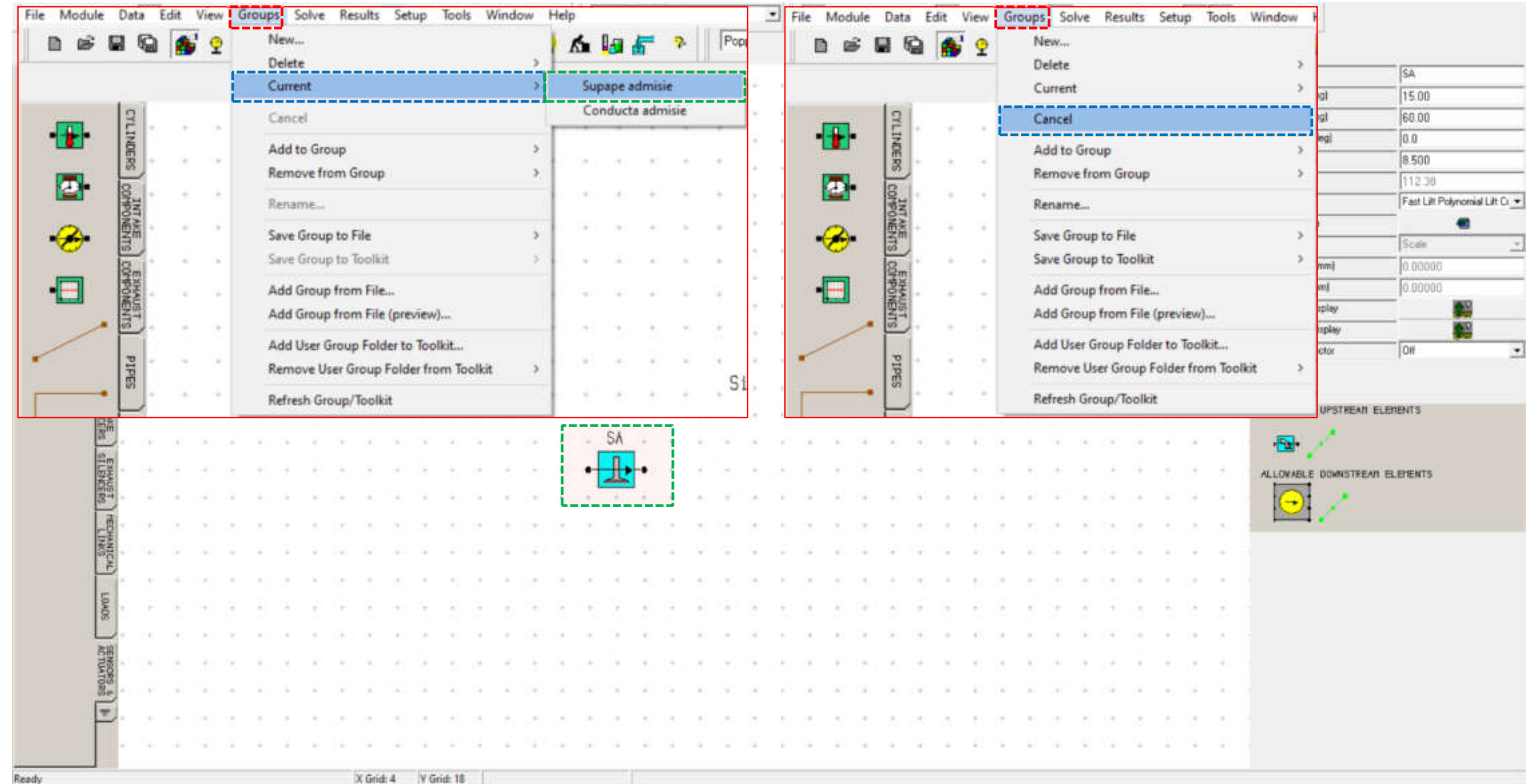 File Module Data Edit View Groups Solve Results Setup Tools Window Help
New...
Delete
Current
Supape admisie
Conducta admisie
Cancel
Add to Group
Remove from Group
Rename...
Save Group to File
Save Group to Toolkit
Add Group from File...
Add Group from File (preview)...
Add User Group Folder to Toolkit...
Remove User Group Folder from Toolkit
Refresh Group/Toolkit
CYLINDERS
INTAKE COMPONENTS
EXHAUST COMPONENTS
PIPES
File Module Data Edit View Groups Solve Results Setup Tools Window
New...
Delete
Current
Cancel
Add to Group
Remove from Group
Rename...
Save Group to File
Save Group to Toolkit
Add Group from File...
Add Group from File (preview)...
Add User Group Folder to Toolkit...
Remove User Group Folder from Toolkit
Refresh Group/Toolkit
CYLINDERS
INTAKE COMPONENTS
EXHAUST COMPONENTS
PIPES
SA
15.00
60.00
0.0
8.500
112.30
Fast Lift Polynomial Lift
Scale
0.00000
0.00000
Off
UPSTREAM ELEMENTS
ALLOWABLE DOWNSTREAM ELEMENTS
SA
EXHAUST SILENCERS
MECHANICAL LINKS
LOADS
SENSORS & ACTUATORS
Ready X Grid: 4 Y Grid: 18